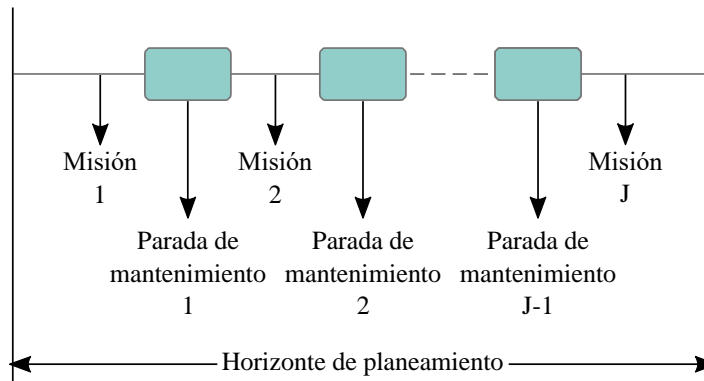 Misión
1
Misión
2
Misión
J
Parada de
mantenimiento
1
Parada de
mantenimiento
2
Parada de
mantenimiento
J-1
Horizonte de planeamiento